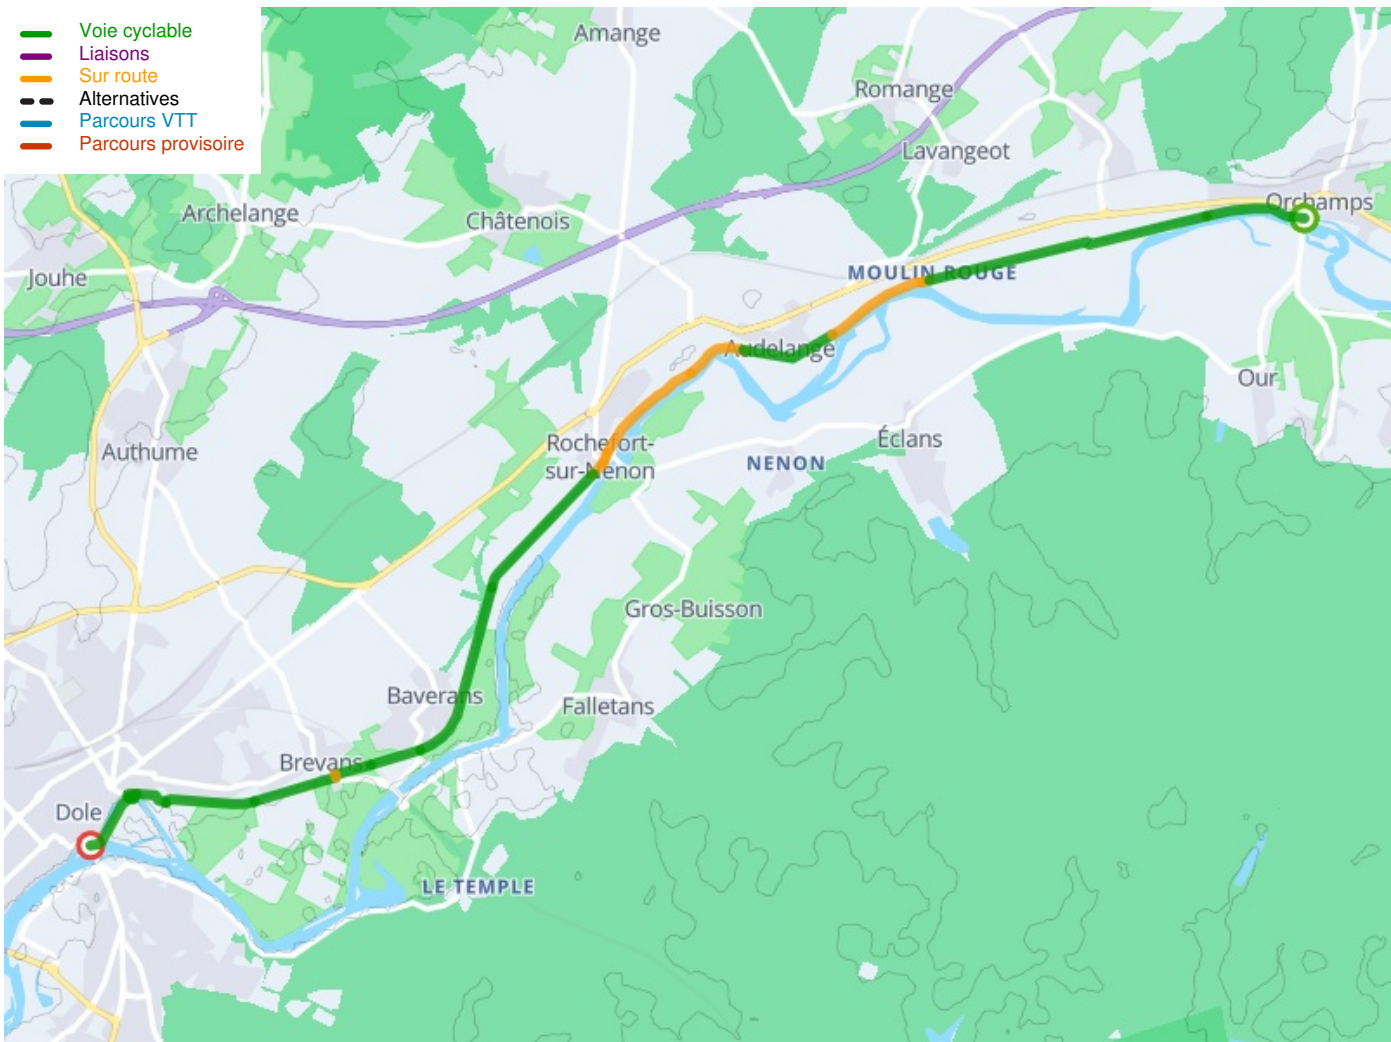 Voie cyclable
Liaisons
Sur route
Alternatives
Parcours VTT
Parcours provisoire
Amange
Romange
Lavangeot
Archelange
Châtenois
Orchamps
Jouhe
MOULIN ROUGE
Audelange
Our
Authume
Rochefort-
sur-Nenon
Éclans
NENON
Gros-Buisson
Baverans
Falletans
Brevans
Dole
LE TEMPLE